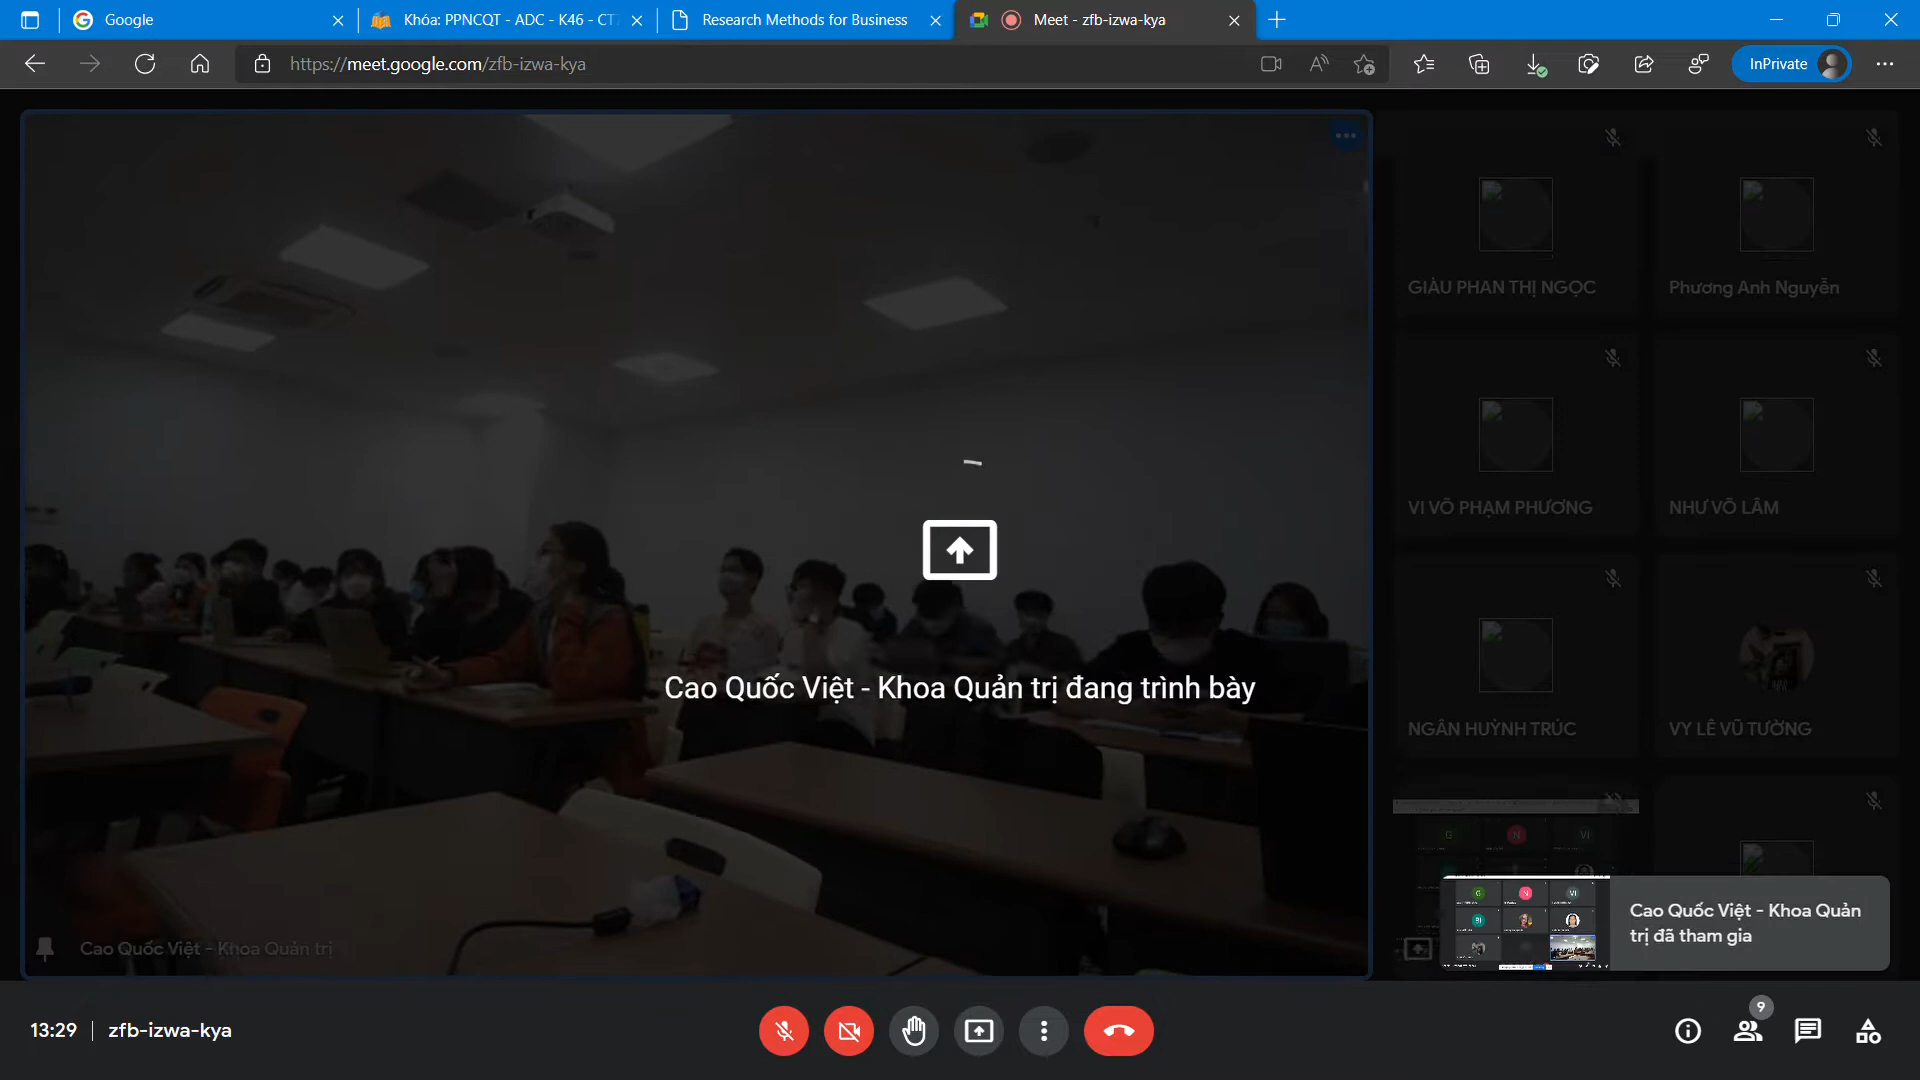 Google
Khóa: PPNCQT - ADC - K46 - CT
Research Methods for Business
Meet - zfb-izwa-kya
https://meet.google.com/zfb-izwa-kya
InPrivate
GIÀU PHAN THỊ NGỌC
Phương Anh Nguyễn
VI VÕ PHẠM PHƯƠNG
NHƯ VÕ LÂM
Cao Quốc Việt - Khoa Quản trị đang trình bày
NGÂN HUỲNH TRÚC
VY LÊ VŨ TƯỜNG
G
N
VI
G
N
VI
Cao Quốc Việt - Khoa Quản
trị đã tham gia
Cao Quốc Việt - Khoa Quản trị
13:29
zfb-izwa-kya
9